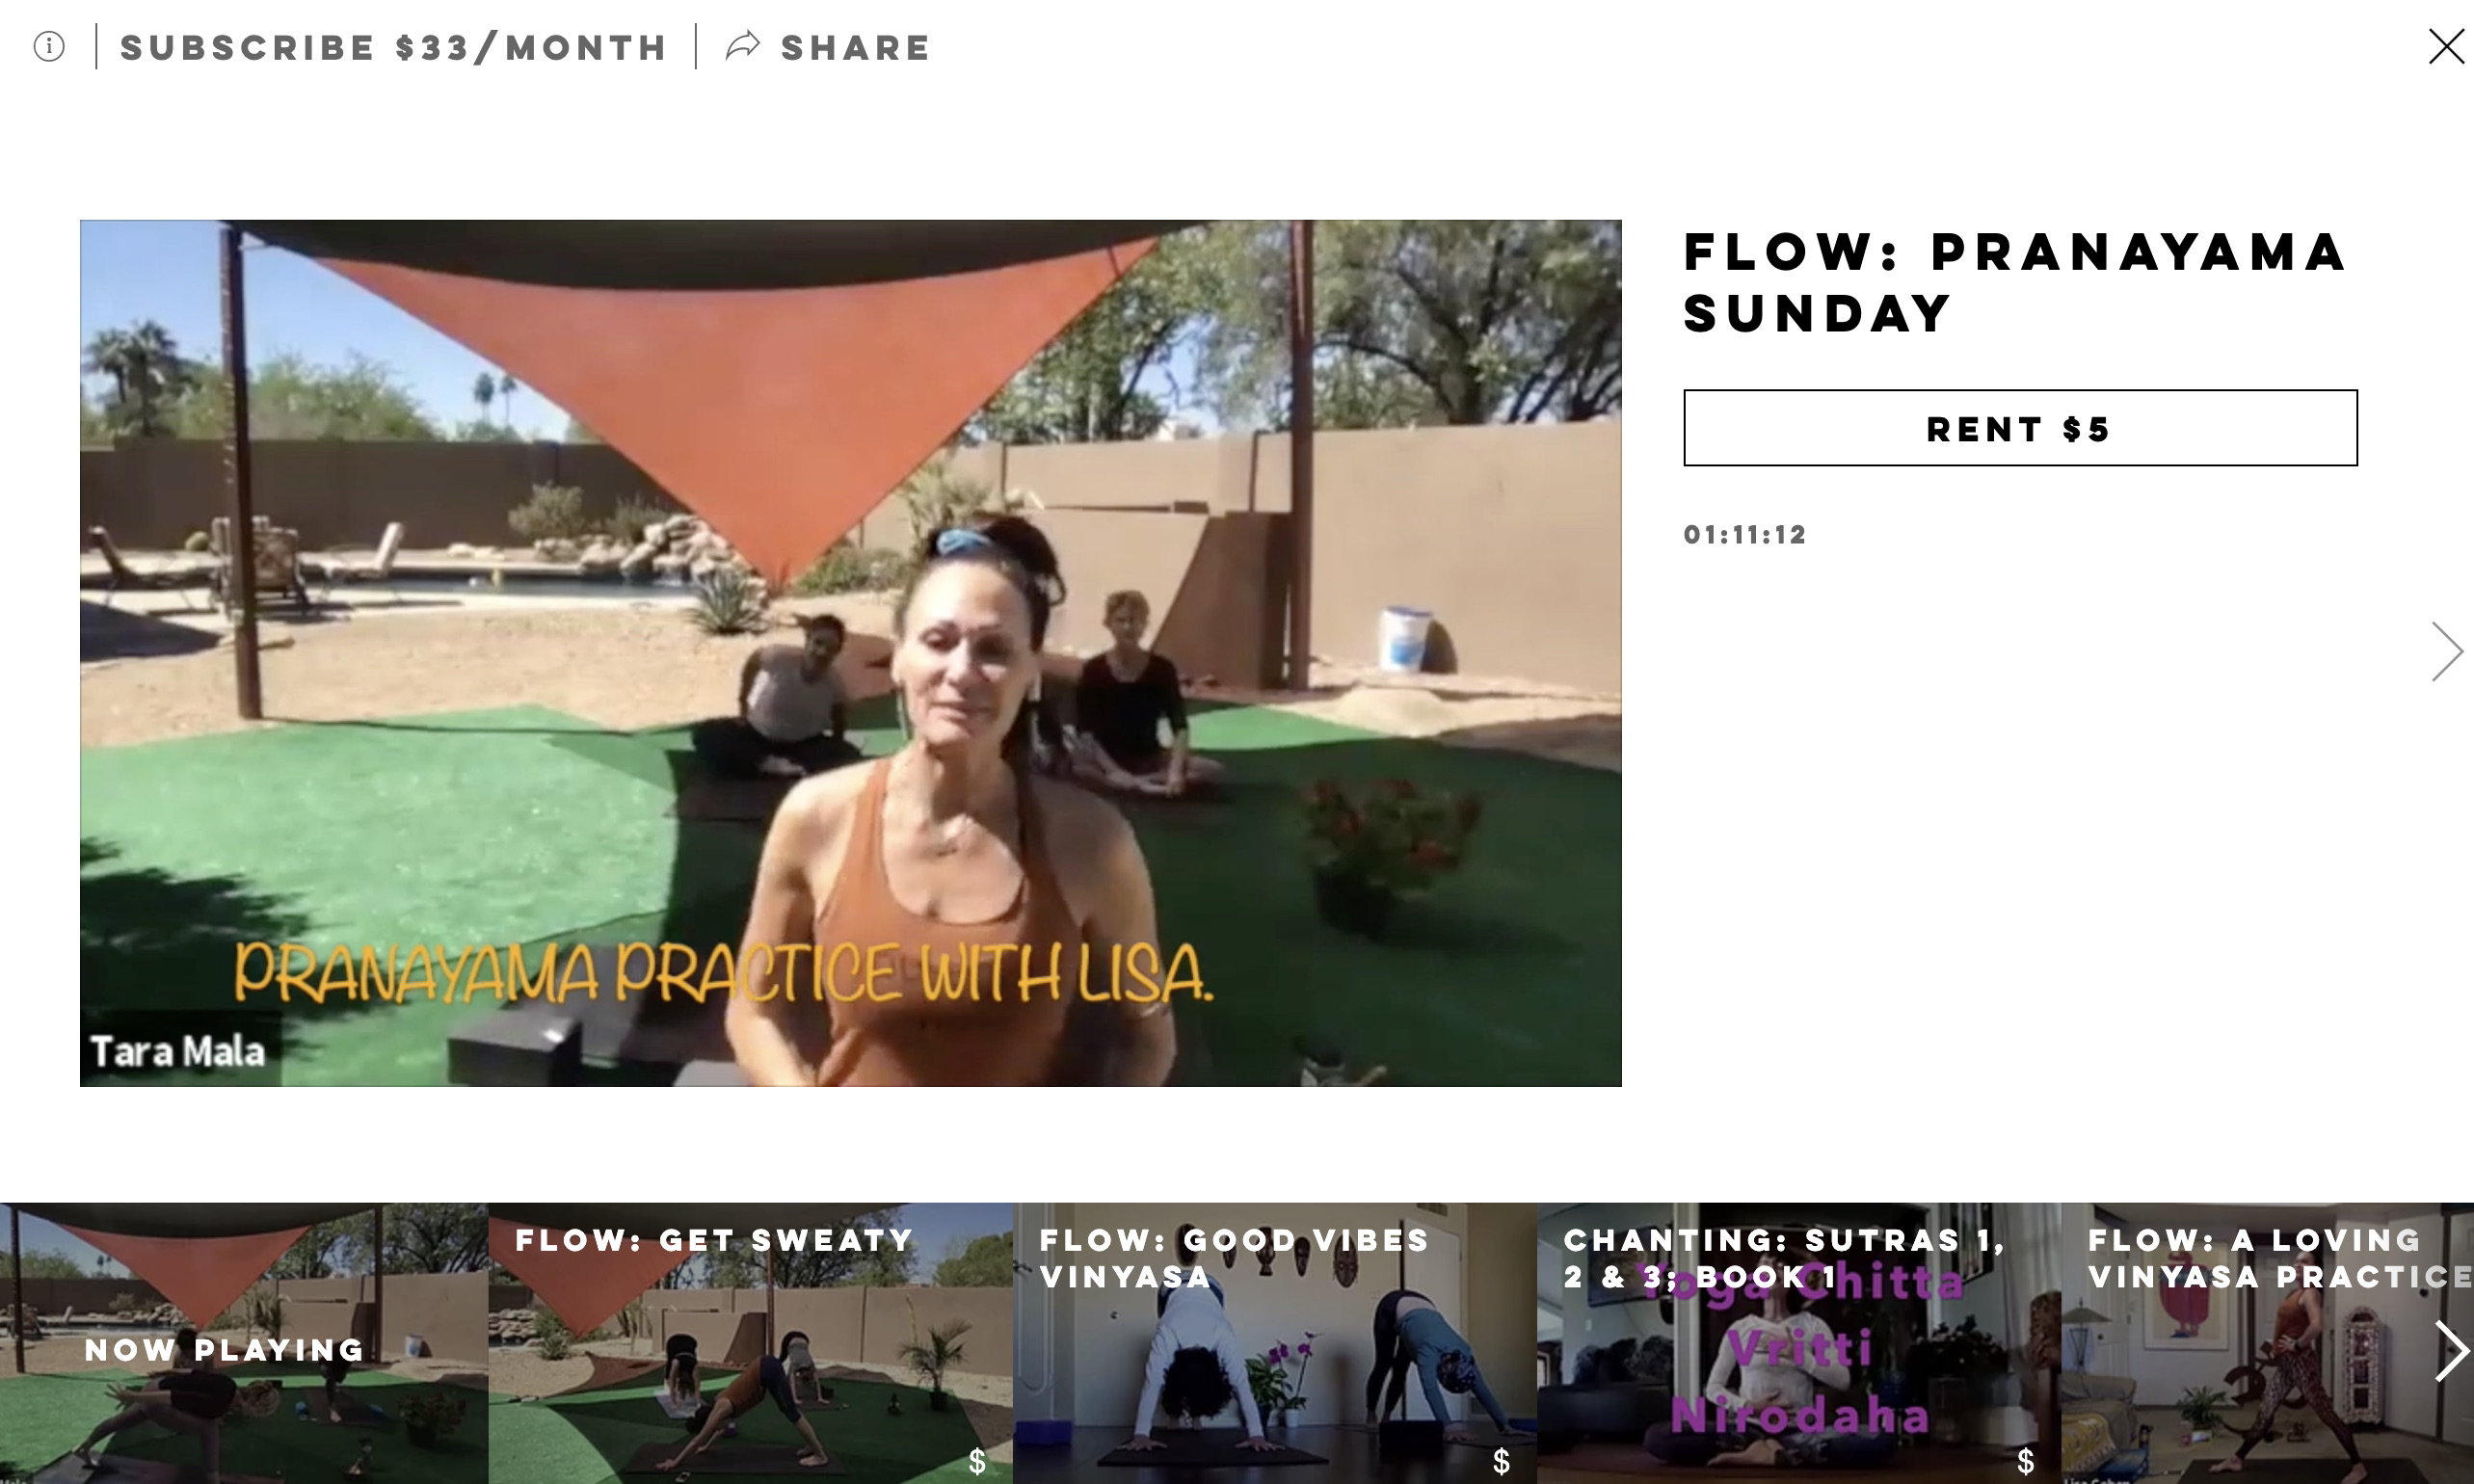 SUBSCRIBE $33/MONTH
SHARE
FLOW: PRANAYAMA
SUNDAY
RENT $5
01:11:12
PRANAYAMA PRACTICE WITH LISA.
Tara Mala
NOW PLAYING
FLOW: GET SWEATY
$
FLOW: GOOD VIBES
VINYASA
$
CHANTING: SUTRAS 1,
2 & 3; BOOK 1
Yoga Chitta
Vritti
Nirodaha
$
FLOW: A LOVING
VINYASA PRACTICE